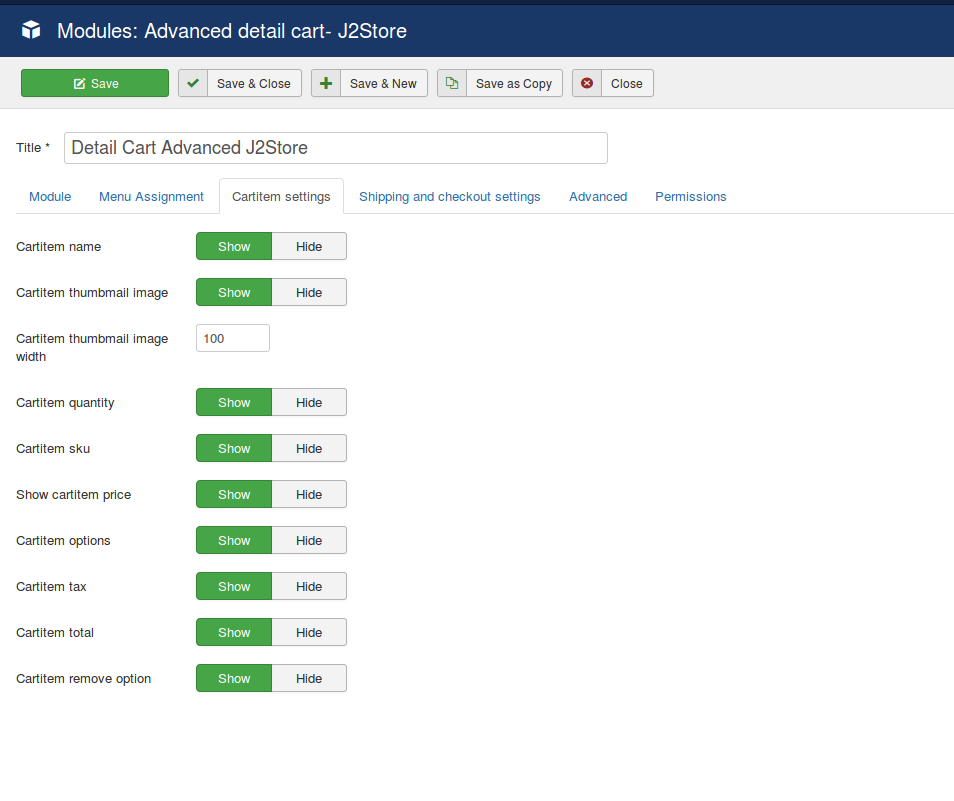 Modules: Advanced detail cart- J2Store
Save
Save & Close
Save & New
Save as Copy
Close
Title *
Detail Cart Advanced J2Store
Module
Menu Assignment
Cartitem settings
Shipping and checkout settings
Advanced
Permissions
Cartitem name
Show
Hide
Cartitem thumbmail image
Show
Hide
Cartitem thumbmail image
width
100
Cartitem quantity
Show
Hide
Cartitem sku
Show
Hide
Show cartitem price
Show
Hide
Cartitem options
Show
Hide
Cartitem tax
Show
Hide
Cartitem total
Show
Hide
Cartitem remove option
Show
Hide